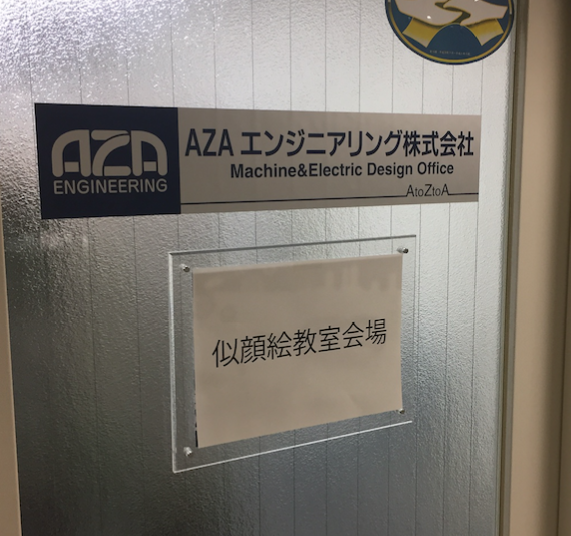 AZA
ENGINEERING
AZA エンジニアリング株式会社
Machine&Electric Design Office
AtoZtoA
似顔絵教室会場